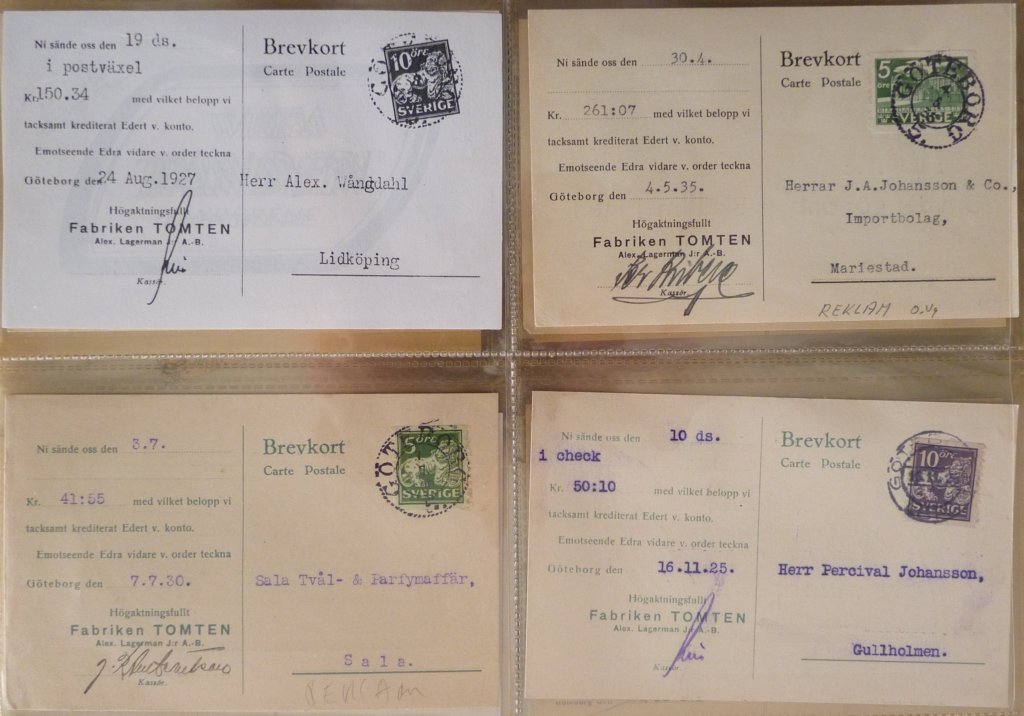 Ni sände oss den 19 ds.
i postväxel
Kr. 150.34 med vilket belopp vi
tacksamt krediterat Edert v. konto.
Emotseende Edra vidare v. order teckna
Göteborg den 24 Aug. 1927
Högaktningsfullt
Fabriken TOMTEN
Alex. Lagerman J:r A.-B.
Kassör.
Brevkort
Carte Postale
10 ÖRE
SVERIGE
Herr Alex. Wångdahl
Lidköping
Ni sände oss den 30.4.
Kr. 261:07 med vilket belopp vi
tacksamt krediterat Edert v. konto.
Emotseende Edra vidare v. order teckna
Göteborg den 4.5.35.
Högaktningsfullt
Fabriken TOMTEN
Alex. Lagerman J:r A.-B.
Kassör.
Brevkort
Carte Postale
5
ÖRE
SVERIGE
GÖTEBORG
Herrar J.A.Johansson & Co.,
Importbolag,
Mariestad.
REKLAM
Ni sände oss den 3.7.
Kr. 41:55 med vilket belopp vi
tacksamt krediterat Edert v. konto.
Emotseende Edra vidare v. order teckna
Göteborg den 7.7.30.
Högaktningsfullt
Fabriken TOMTEN
Alex. Lagerman J:r A.-B.
Kassör.
Brevkort
Carte Postale
5 ÖRE
SVERIGE
GÖTEBORG
Sala Tvål- & Parfymaffär,
Sala.
REKLAM
Ni sände oss den 10 ds.
i check
Kr. 50:10 med vilket belopp vi
tacksamt krediterat Edert v. konto.
Emotseende Edra vidare v. order teckna
Göteborg den 16.11.25.
Högaktningsfullt
Fabriken TOMTEN
Alex. Lagerman J:r A.-B.
Kassör.
Brevkort
Carte Postale
10 ÖRE
SVERIGE
Herr Percival Johansson,
Gullholmen.